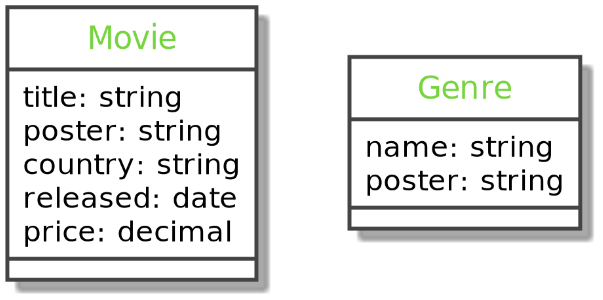 Movie
title: string
poster: string
country: string
released: date
price: decimal
Genre
name: string
poster: string